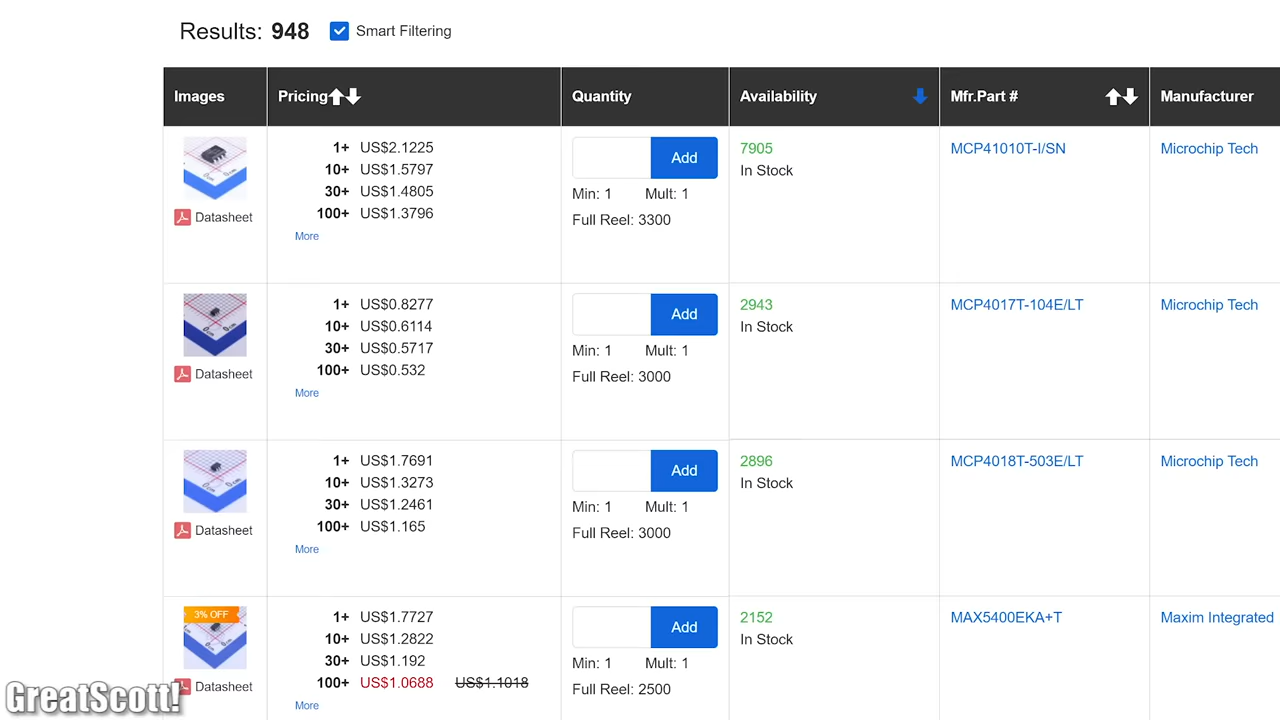 Results: 948 Smart Filtering
Images Pricing Quantity Availability Mfr.Part # Manufacturer
1+ US$2.1225 Add 7905 MCP41010T-I/SN Microchip Tech
10+ US$1.5797 In Stock
30+ US$1.4805 Min: 1 Mult: 1
Datasheet 100+ US$1.3796 Full Reel: 3300
More
1+ US$0.8277 Add 2943 MCP4017T-104E/LT Microchip Tech
10+ US$0.6114 In Stock
30+ US$0.5717 Min: 1 Mult: 1
Datasheet 100+ US$0.532 Full Reel: 3000
More
1+ US$1.7691 Add 2896 MCP4018T-503E/LT Microchip Tech
10+ US$1.3273 In Stock
30+ US$1.2461 Min: 1 Mult: 1
Datasheet 100+ US$1.165 Full Reel: 3000
More
3% OFF 1+ US$1.7727 Add 2152 MAX5400EKA+T Maxim Integrated
10+ US$1.2822 In Stock
30+ US$1.192 Min: 1 Mult: 1
Datasheet 100+ US$1.0688 US$1.1018 Full Reel: 2500
More
GreatScott!